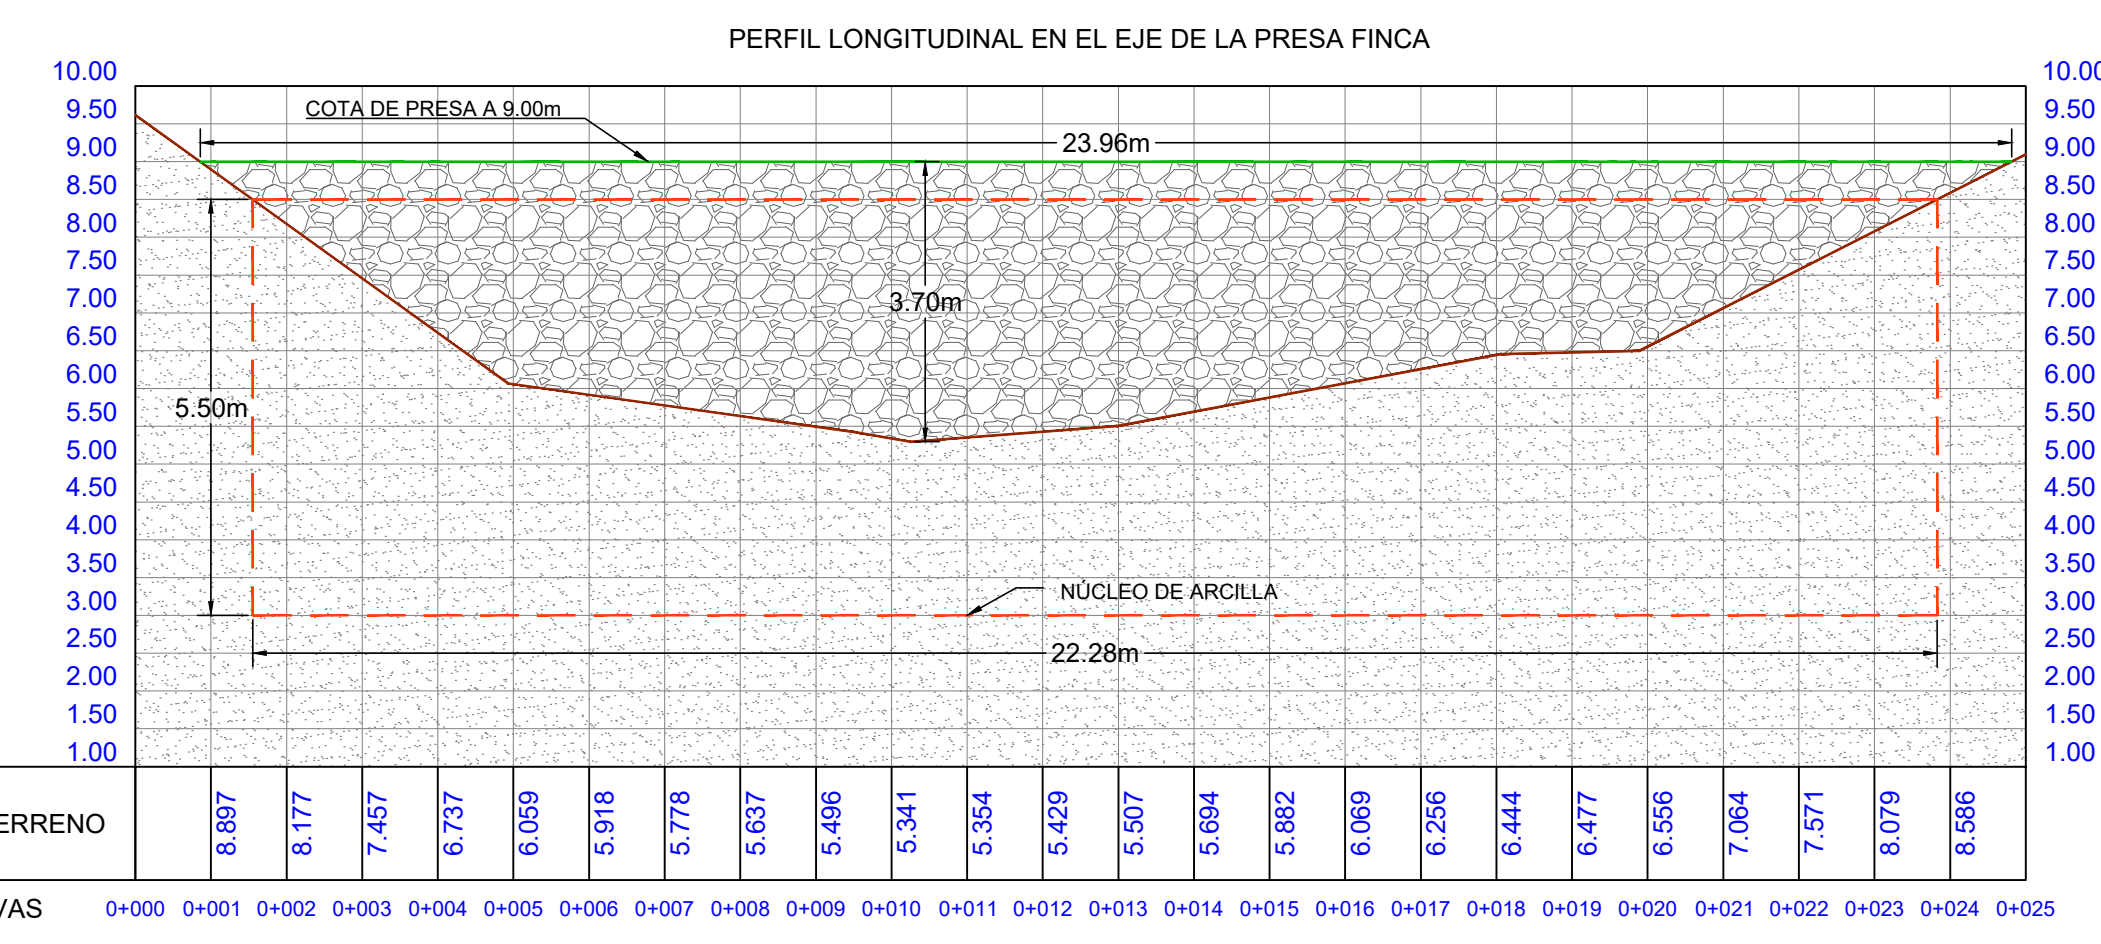 PERFIL LONGITUDINAL EN EL EJE DE LA PRESA FINCA
10.00 10.00
9.50 COTA DE PRESA A 9.00m 9.50
23.96m
9.00 9.00
8.50 8.50
8.00 8.00
7.50 7.50
7.00 3.70m 7.00
6.50 6.50
6.00 6.00
5.50m
5.50 5.50
5.00 5.00
4.50 4.50
4.00 4.00
3.50 3.50
NÚCLEO DE ARCILLA
3.00 3.00
2.50 22.28m 2.50
2.00 2.00
1.50 1.50
1.00 1.00
ERRENO 8.897 8.177 7.457 6.737 6.059 5.918 5.778 5.637 5.496 5.341 5.354 5.429 5.507 5.694 5.882 6.069 6.256 6.444 6.477 6.556 7.064 7.571 8.079 8.586
VAS 0+000 0+001 0+002 0+003 0+004 0+005 0+006 0+007 0+008 0+009 0+010 0+011 0+012 0+013 0+014 0+015 0+016 0+017 0+018 0+019 0+020 0+021 0+022 0+023 0+024 0+025